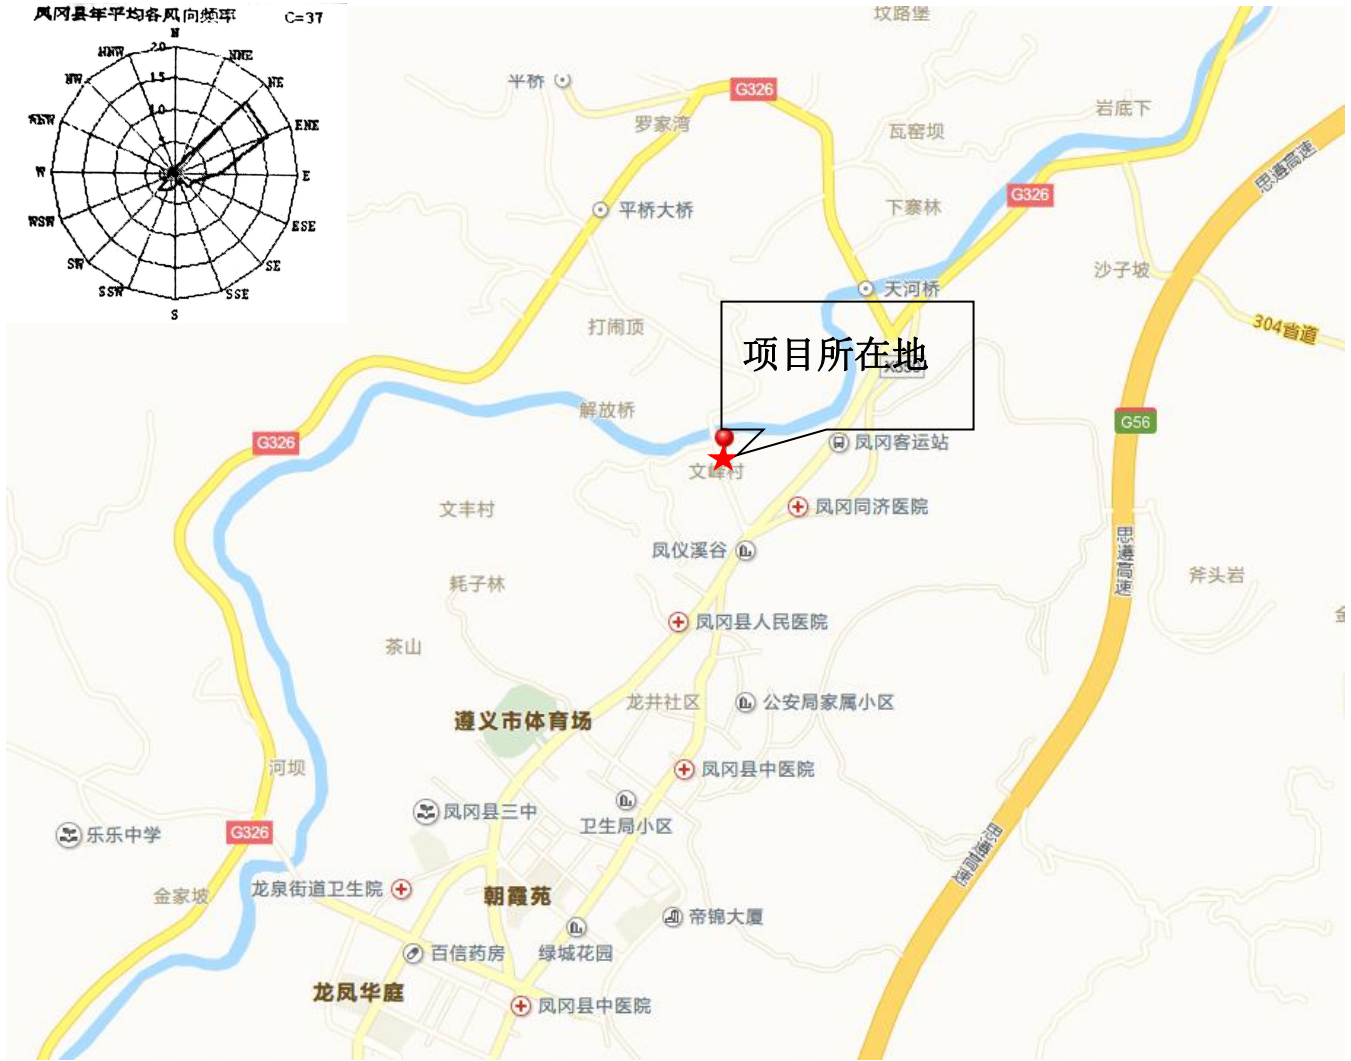 凤冈县年平均各风向频率 C=37
N
20
NNW
NNE
15
NW
NE
10
WNW
ENE
W
E
WSW
ESE
SW
SE
SSW
SSE
S
坟路堡
平桥
G326
罗家湾
岩底下
瓦窑坝
思遵高速
G326
平桥大桥
下寨林
沙子坡
天河桥
304省道
打闹顶
项目所在地
解放桥
G56
G326
凤冈客运站
文峰村
文丰村
凤冈同济医院
凤仪溪谷
思遵高速
斧头岩
耗子林
金
凤冈县人民医院
茶山
龙井社区
公安局家属小区
遵义市体育场
河坝
凤冈县中医院
凤冈县三中
卫生局小区
乐乐中学
G326
思遵高速
龙泉街道卫生院
金家坡
朝霞苑
帝锦大厦
百信药房
绿城花园
龙凤华庭
凤冈县中医院